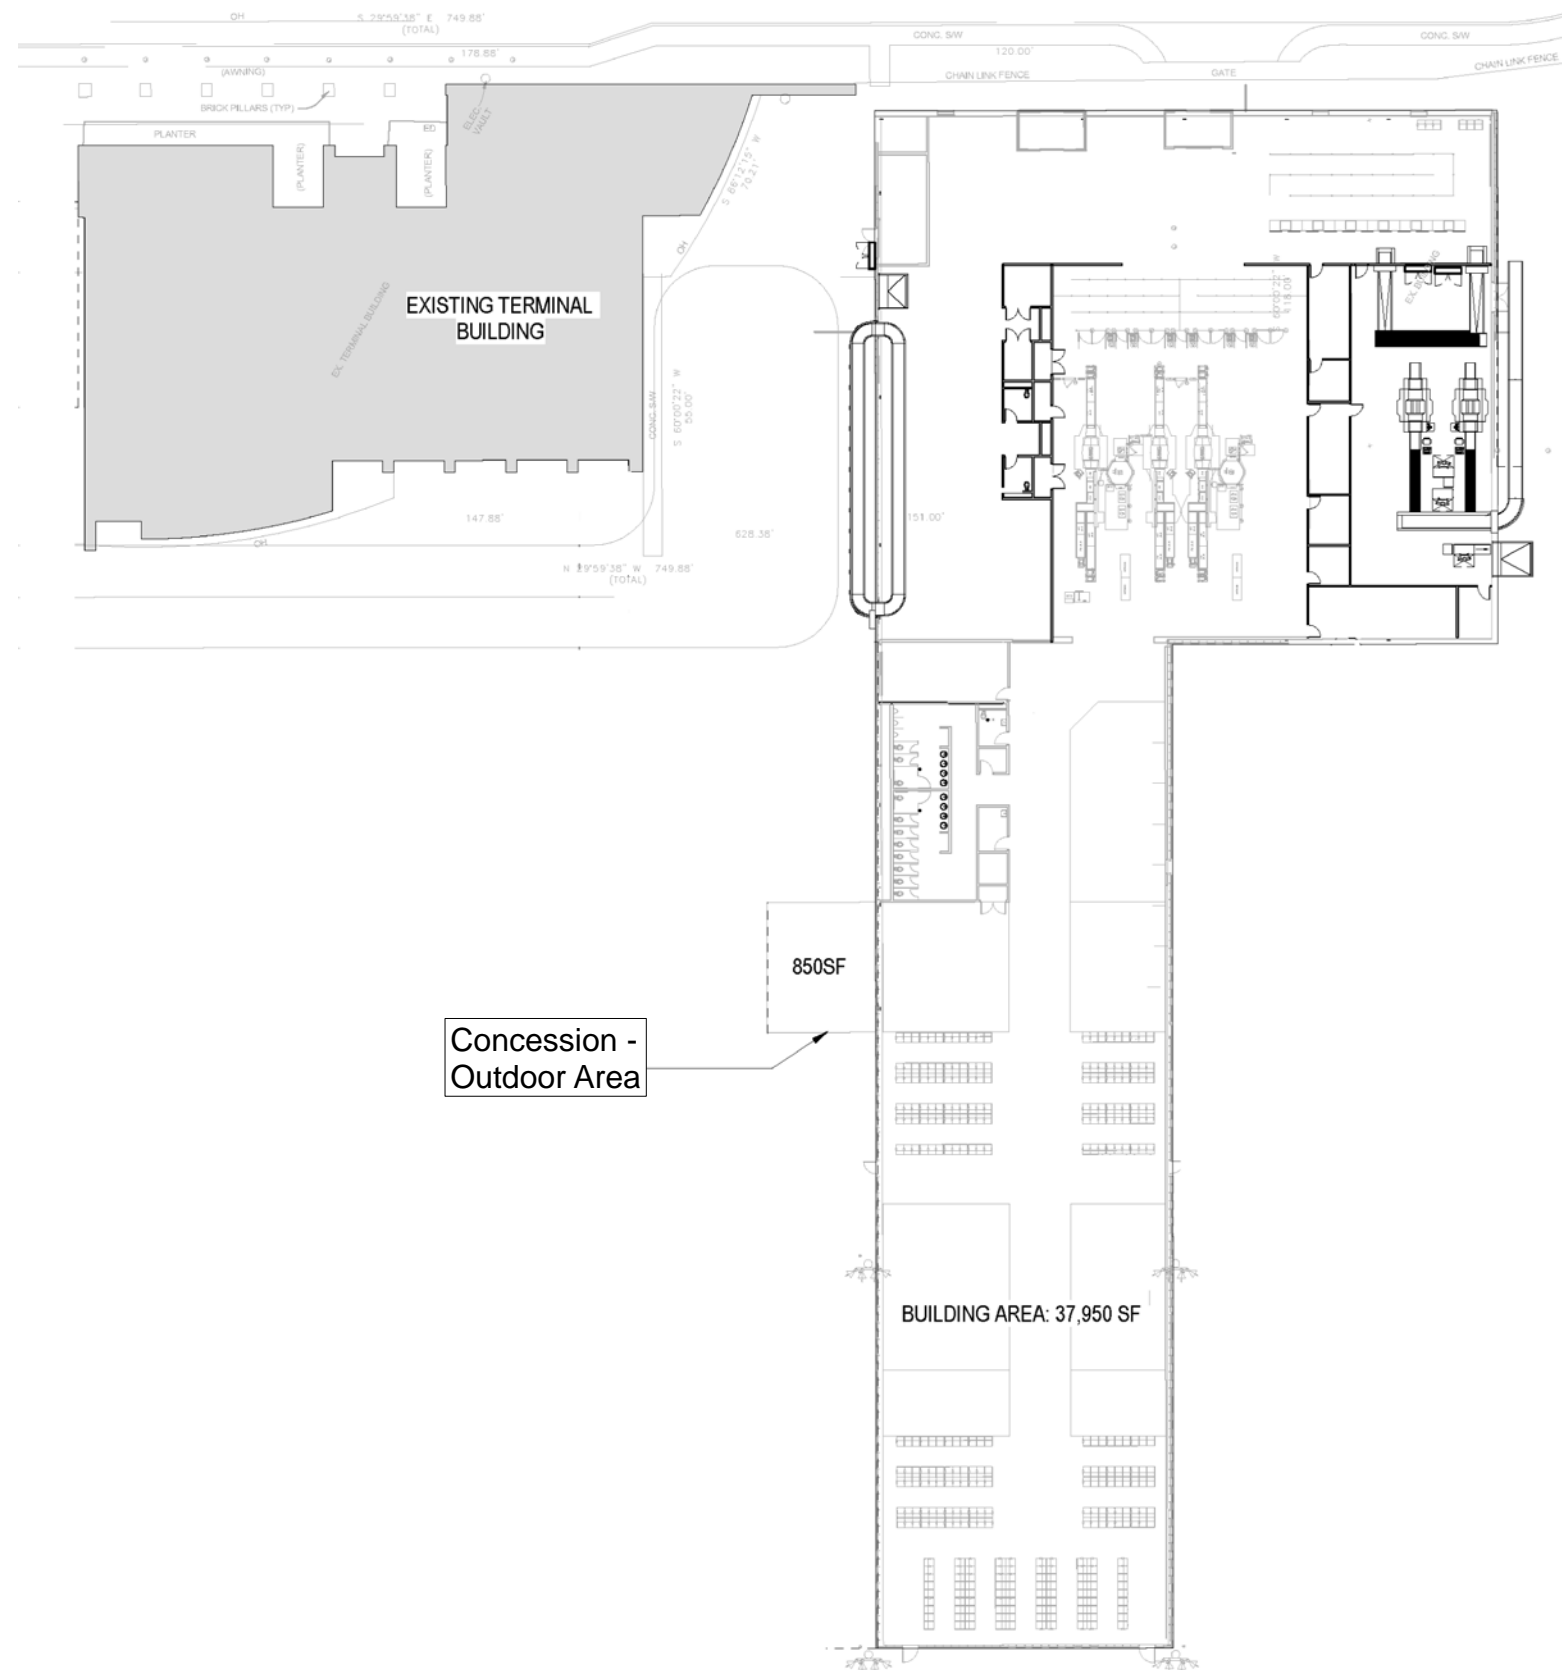 OH
S 29°59'38" E 749.88'
(TOTAL)
178.88'
CONC. S/W
120.00'
CONC. S/W
(AWNING)
CHAIN LINK FENCE
GATE
CHAIN LINK FENCE
BRICK PILLARS (TYP)
ELEC.
VAULT
PLANTER
(PLANTER)
(PLANTER)
S 86°12'15" W
70.21'
OH
EXISTING TERMINAL
BUILDING
EX. TERMINAL BUILDING
CONC. S/W
S 60°00'22" W
55.00'
EX. BUILDING
147.88'
628.38'
151.00'
OH
N 29°59'38" W 749.88'
(TOTAL)
850SF
Concession -
Outdoor Area
BUILDING AREA: 37,950 SF